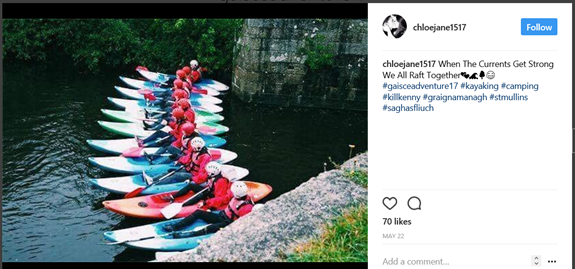 chloejane1517
Follow
chloejane1517 When The Currents Get Strong
We All Raft Together
#gaisceadventure17 #kayaking #camping
#killkenny #graignamanagh #stmullins
#saghasfliuch
70 likes
MAY 22
Add a comment...